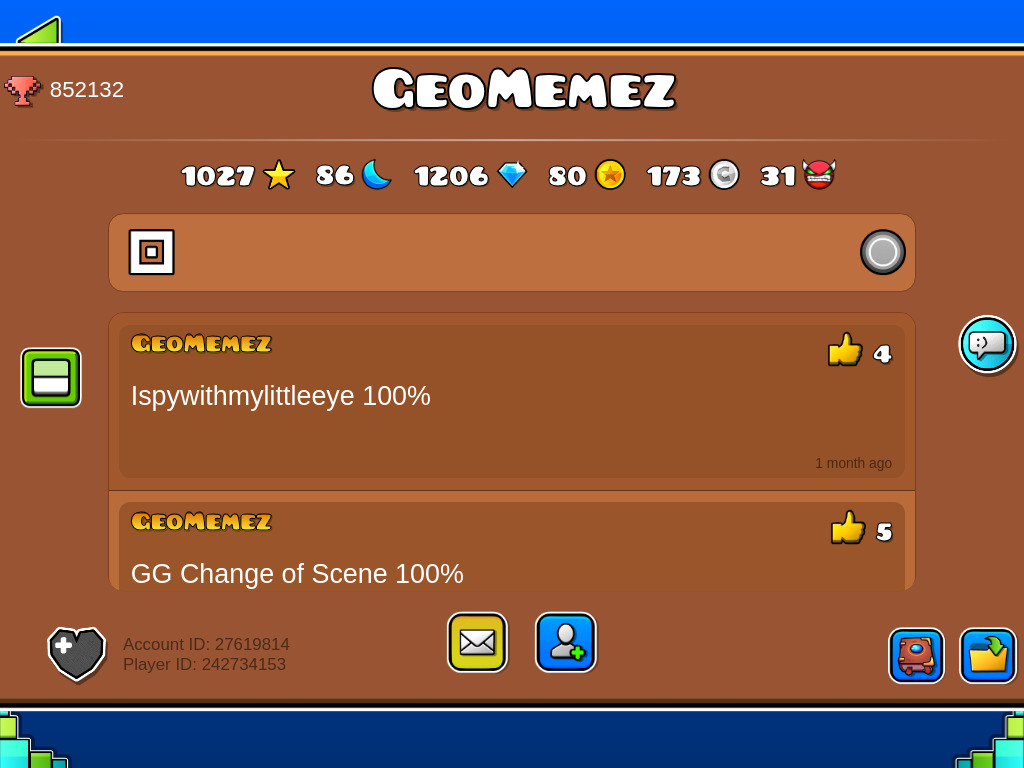 852132
GeoMemez
1027 86 1206 80 173 31
GeoMemez
4
Ispywithmylittleeye 100%
1 month ago
GeoMemez
5
GG Change of Scene 100%
Account ID: 27619814
Player ID: 242734153